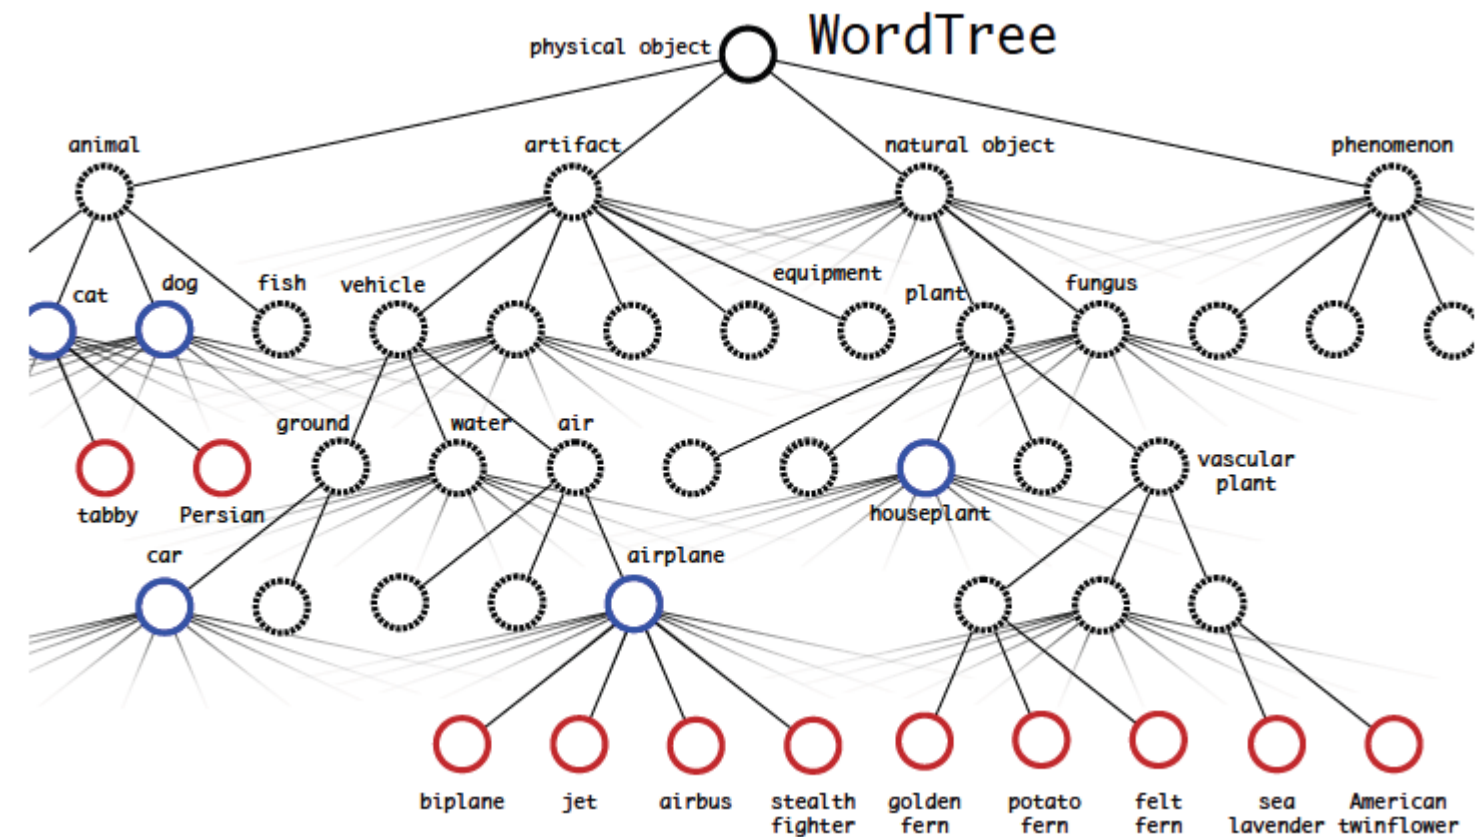 WordTree
physical object
animal
artifact
natural object
phenomenon
cat
dog
fish
vehicle
equipment
plant
fungus
ground
water
air
vascular
plant
tabby
Persian
houseplant
car
airplane
biplane
jet
airbus
stealth
fighter
golden
fern
potato
fern
felt
fern
sea
lavender
American
twinflower